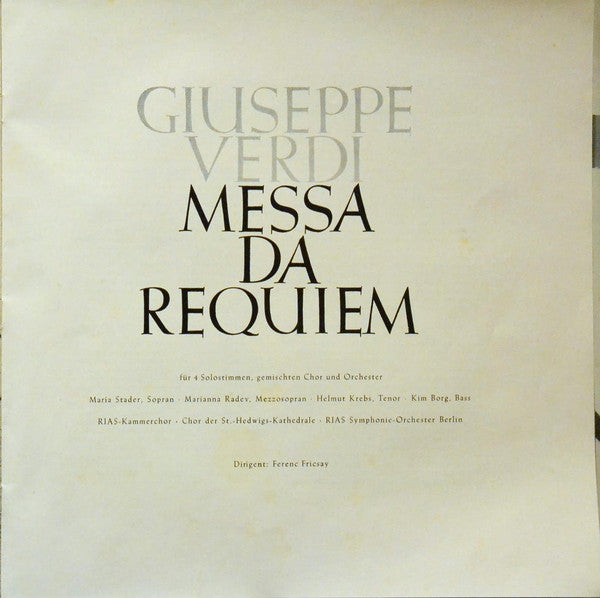 GIUSEPPE
VERDI
MESSA
DA
REQUIEM
für 4 Solostimmen, gemischten Chor und Orchester
Maria Stader, Sopran · Marianna Radev, Mezzosopran · Helmut Krebs, Tenor · Kim Borg, Bass
RIAS-Kammerchor · Chor der St.-Hedwigs-Kathedrale · RIAS Symphonie-Orchester Berlin
Dirigent: Ferenc Fricsay